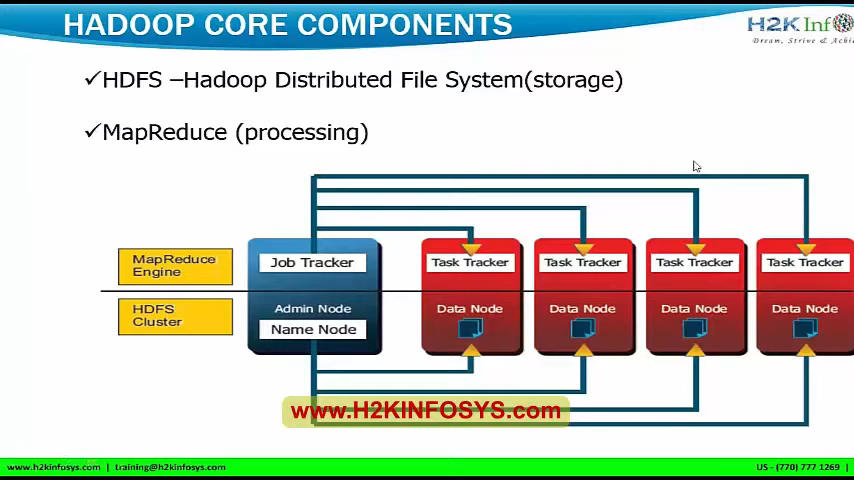 HADOOP CORE COMPONENTS
H2K Inf
Dream, Strive & Achi
✓HDFS –Hadoop Distributed File System(storage)
✓MapReduce (processing)
MapReduce
Engine
Job Tracker
Task Tracker
Task Tracker
Task Tracker
Task Tracker
HDFS
Cluster
Admin Node
Name Node
Data Node
Data Node
Data Node
Data Node
www.H2KINFOSYS.com
www.h2kinfosys.com | training@h2kinfosys.com
US - (770) 777 1269 |